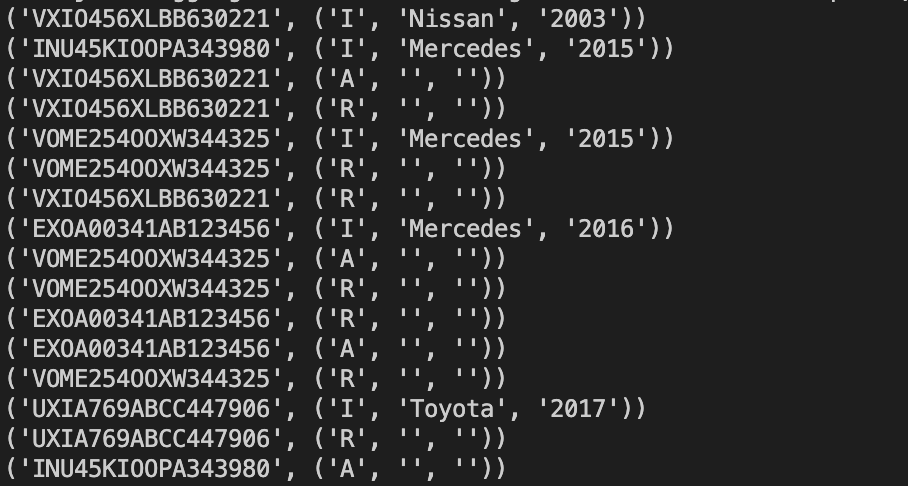 ('VXIO456XLBB630221', ('I', 'Nissan', '2003'))
('INU45KIOOPA343980', ('I', 'Mercedes', '2015'))
('VXIO456XLBB630221', ('A', '', ''))
('VXIO456XLBB630221', ('R', '', ''))
('VOME254OOXW344325', ('I', 'Mercedes', '2015'))
('VOME254OOXW344325', ('R', '', ''))
('VXIO456XLBB630221', ('R', '', ''))
('EXOA00341AB123456', ('I', 'Mercedes', '2016'))
('VOME254OOXW344325', ('A', '', ''))
('VOME254OOXW344325', ('R', '', ''))
('EXOA00341AB123456', ('R', '', ''))
('EXOA00341AB123456', ('A', '', ''))
('VOME254OOXW344325', ('R', '', ''))
('UXIA769ABCC447906', ('I', 'Toyota', '2017'))
('UXIA769ABCC447906', ('R', '', ''))
('INU45KIOOPA343980', ('A', '', ''))